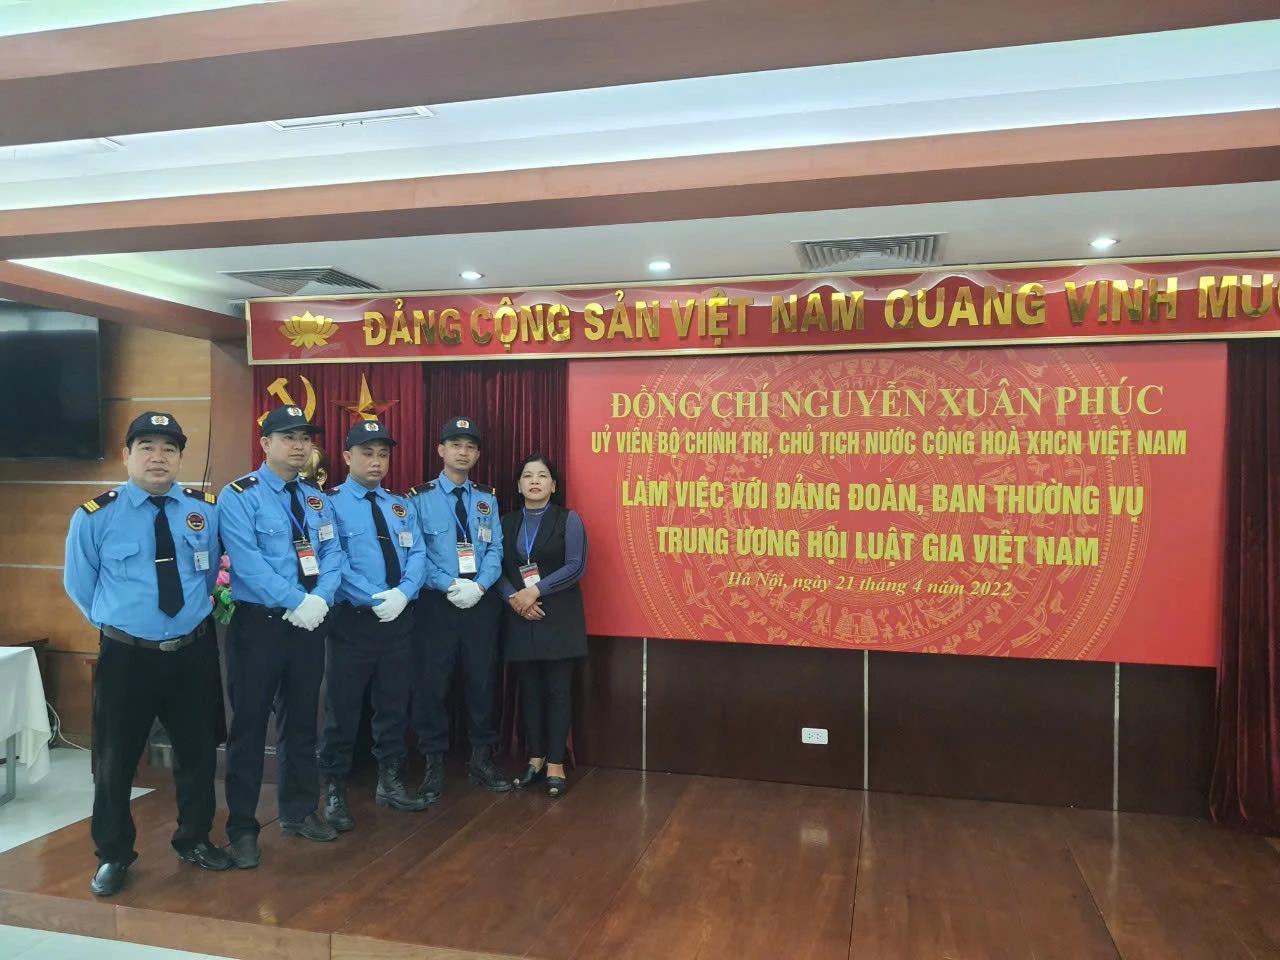 ĐẢNG CỘNG SẢN VIỆT NAM QUANG VINH
ĐỒNG CHÍ NGUYỄN XUÂN PHÚC
UỶ VIÊN BỘ CHÍNH TRỊ, CHỦ TỊCH NƯỚC CỘNG HOÀ XHCN VIỆT NAM
LÀM VIỆC VỚI ĐẢNG ĐOÀN, BAN THƯỜNG VỤ
TRUNG ƯƠNG HỘI LUẬT GIA VIỆT NAM
Hà Nội, ngày 21 tháng 4 năm 2022